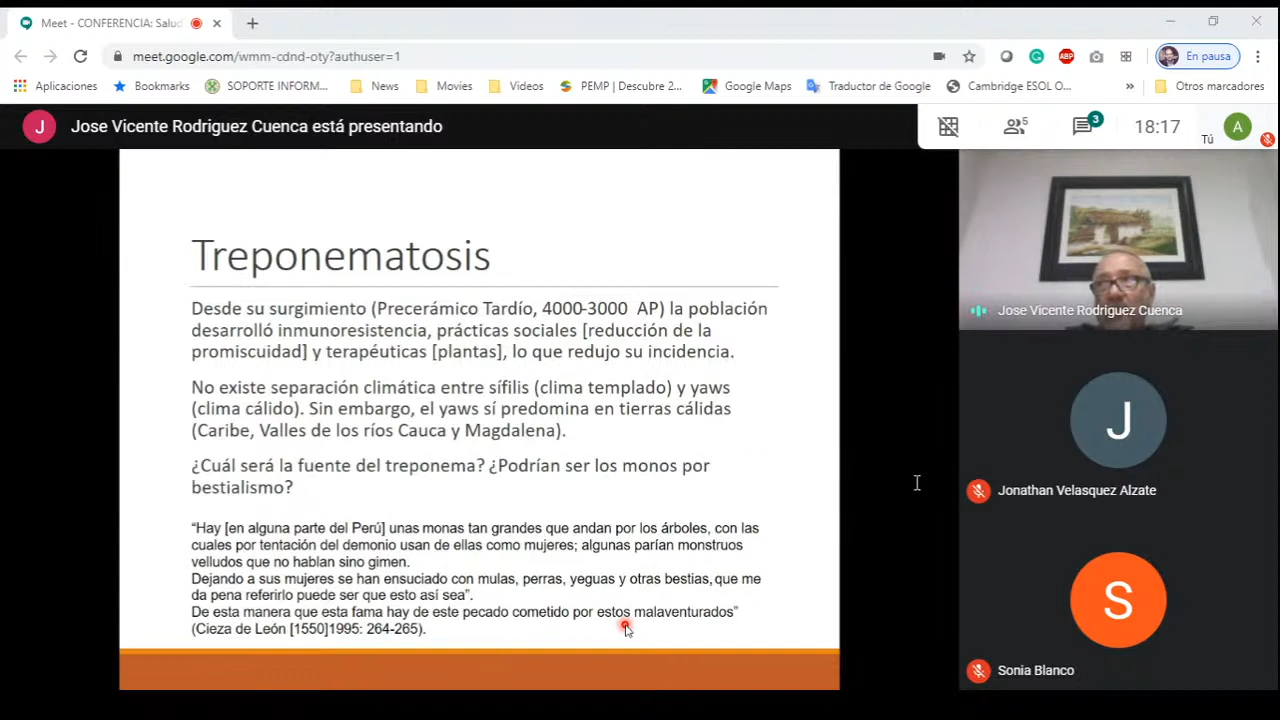 Meet - CONFERENCIA: Salud
meet.google.com/wmm-cdnd-oty?authuser=1
En pausa
Aplicaciones
Bookmarks
SOPORTE INFORM...
News
Movies
Videos
PEMP | Descubre 2...
Google Maps
Traductor de Google
Cambridge ESOL O...
»
Otros marcadores
ABP
J
Jose Vicente Rodriguez Cuenca está presentando
5
3
18:17
Tú
A
Treponematosis
Desde su surgimiento (Precerámico Tardío, 4000-3000 AP) la población
desarrolló inmunoresistencia, prácticas sociales [reducción de la
promiscuidad] y terapéuticas [plantas], lo que redujo su incidencia.
No existe separación climática entre sífilis (clima templado) y yaws
(clima cálido). Sin embargo, el yaws sí predomina en tierras cálidas
(Caribe, Valles de los ríos Cauca y Magdalena).
¿Cuál será la fuente del treponema? ¿Podrían ser los monos por
bestialismo?
“Hay [en alguna parte del Perú] unas monas tan grandes que andan por los árboles, con las
cuales por tentación del demonio usan de ellas como mujeres; algunas parían monstruos
velludos que no hablan sino gimen.
Dejando a sus mujeres se han ensuciado con mulas, perras, yeguas y otras bestias, que me
da pena referirlo puede ser que esto así sea”.
De esta manera que esta fama hay de este pecado cometido por estos malaventurados”
(Cieza de León [1550]1995: 264-265).
Jose Vicente Rodriguez Cuenca
J
Jonathan Velasquez Alzate
S
Sonia Blanco